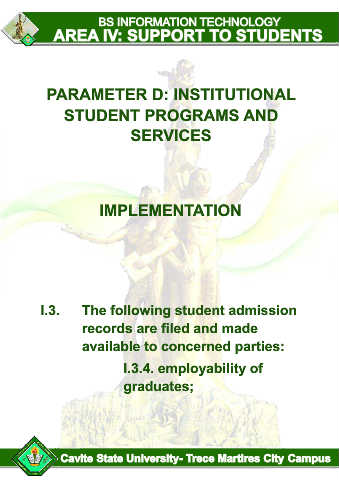 BS INFORMATION TECHNOLOGY
AREA IV: SUPPORT TO STUDENTS
PARAMETER D: INSTITUTIONAL
STUDENT PROGRAMS AND
SERVICES
IMPLEMENTATION
I.3. The following student admission
records are filed and made
available to concerned parties:
I.3.4. employability of
graduates;
Cavite State University- Trece Martires City Campus